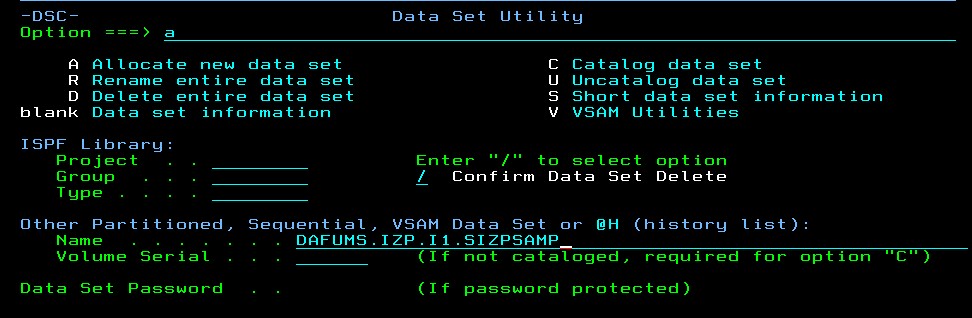 -DSC- Data Set Utility
Option ===> a
A Allocate new data set C Catalog data set
R Rename entire data set U Uncatalog data set
D Delete entire data set S Short data set information
blank Data set information V VSAM Utilities
ISPF Library:
Project . . Enter "/" to select option
Group . . . / Confirm Data Set Delete
Type . . . .
Other Partitioned, Sequential, VSAM Data Set or @H (history list):
Name . . . . . . . DAFUMS.IZP.I1.SIZPSAMP_
Volume Serial . . . (If not cataloged, required for option "C")
Data Set Password . . (If password protected)